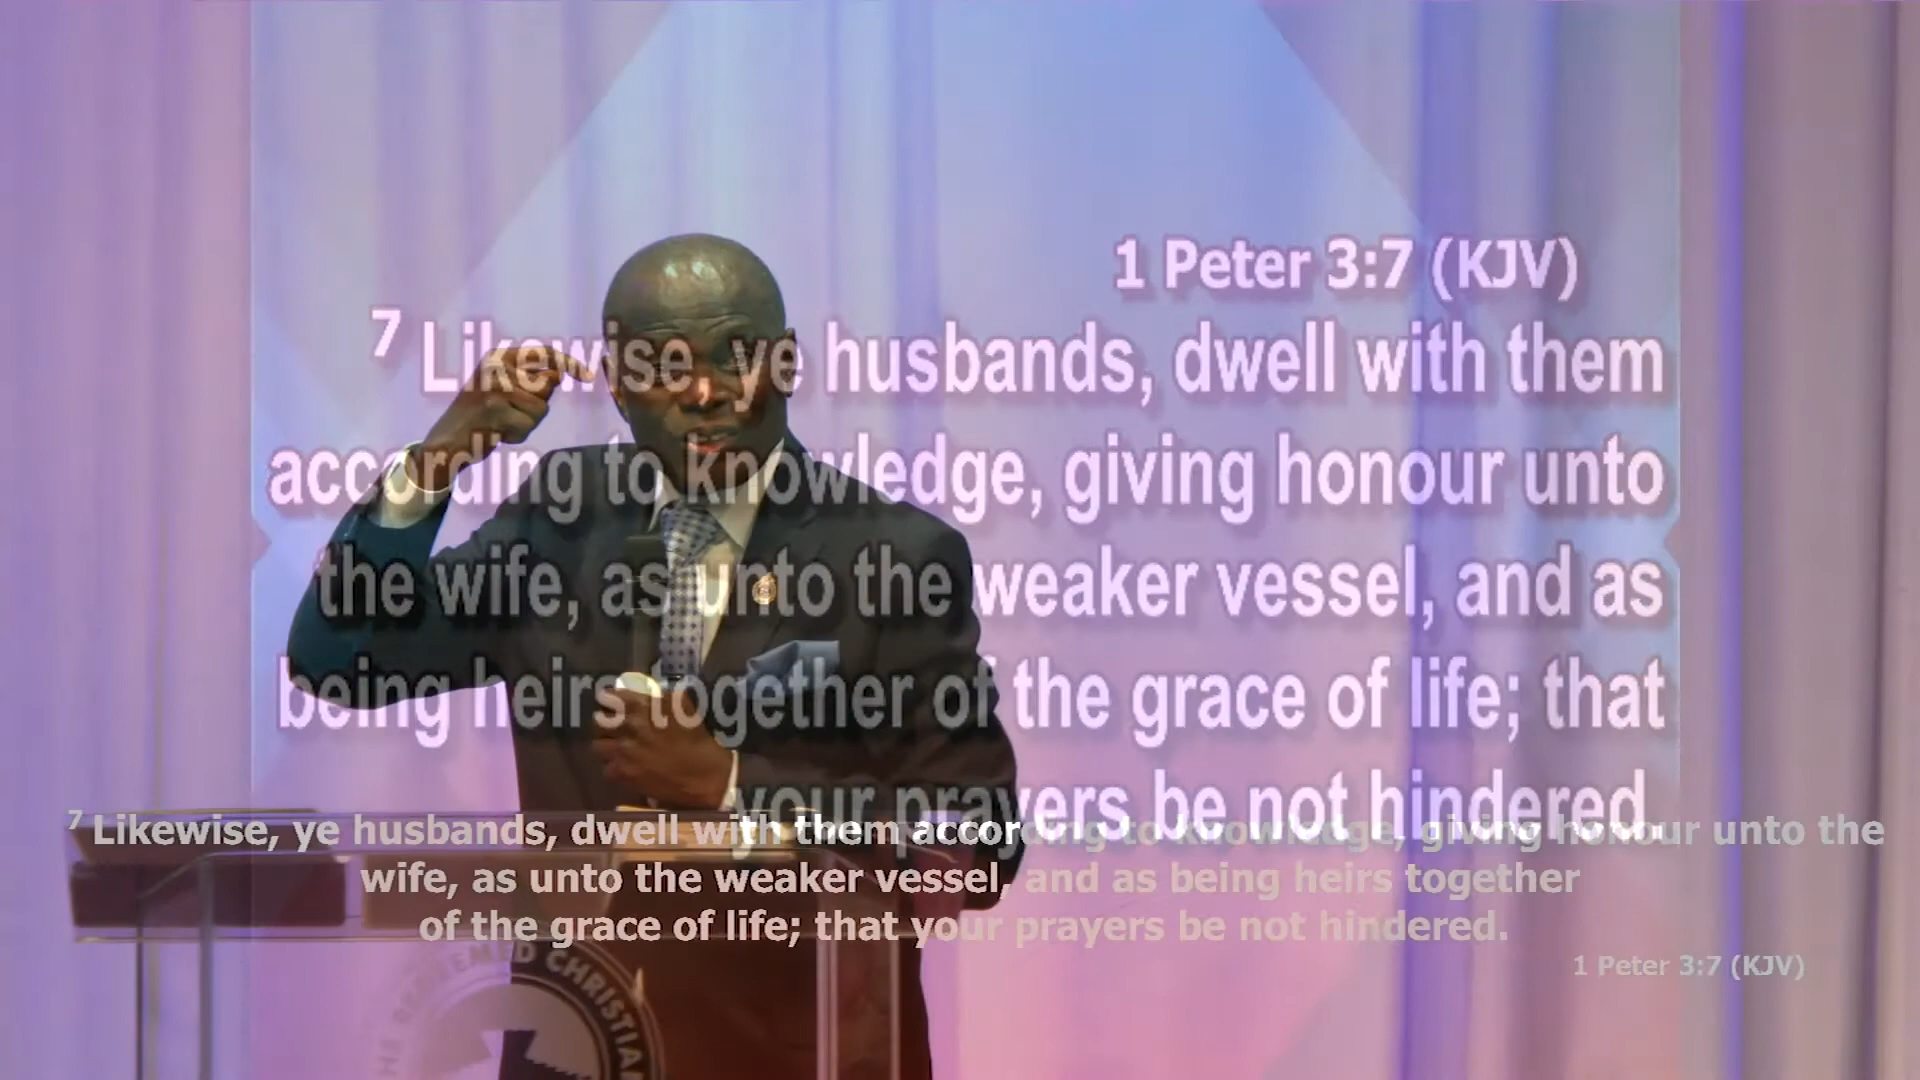 1 Peter 3:7 (KJV)
7 Likewise, ye husbands, dwell with them
according to knowledge, giving honour unto
the wife, as unto the weaker vessel, and as
being heirs together of the grace of life; that
your prayers be not hindered.
7 Likewise, ye husbands, dwell with them according to knowledge, giving honour unto the
wife, as unto the weaker vessel, and as being heirs together
of the grace of life; that your prayers be not hindered.
1 Peter 3:7 (KJV)
THE REDEEMED CHRISTIAN